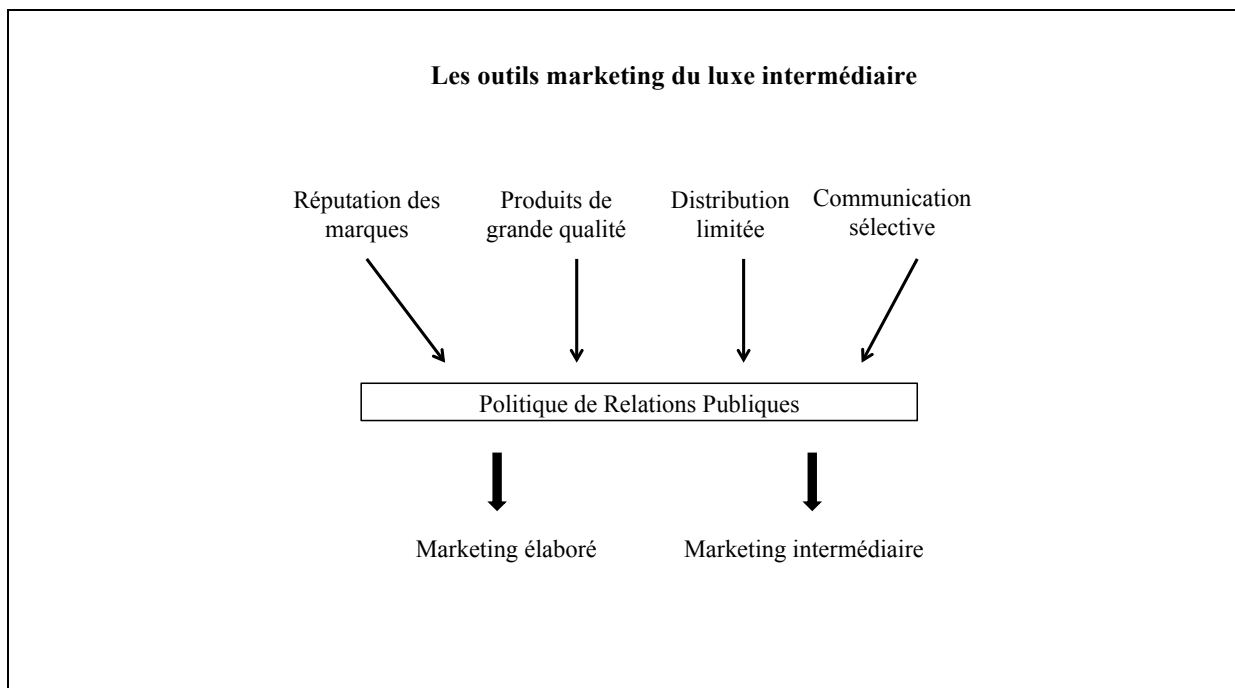 Les outils marketing du luxe intermédiaire
Réputation des
marques
Produits de
grande qualité
Distribution
limitée
Communication
sélective
Politique de Relations Publiques
Marketing élaboré
Marketing intermédiaire